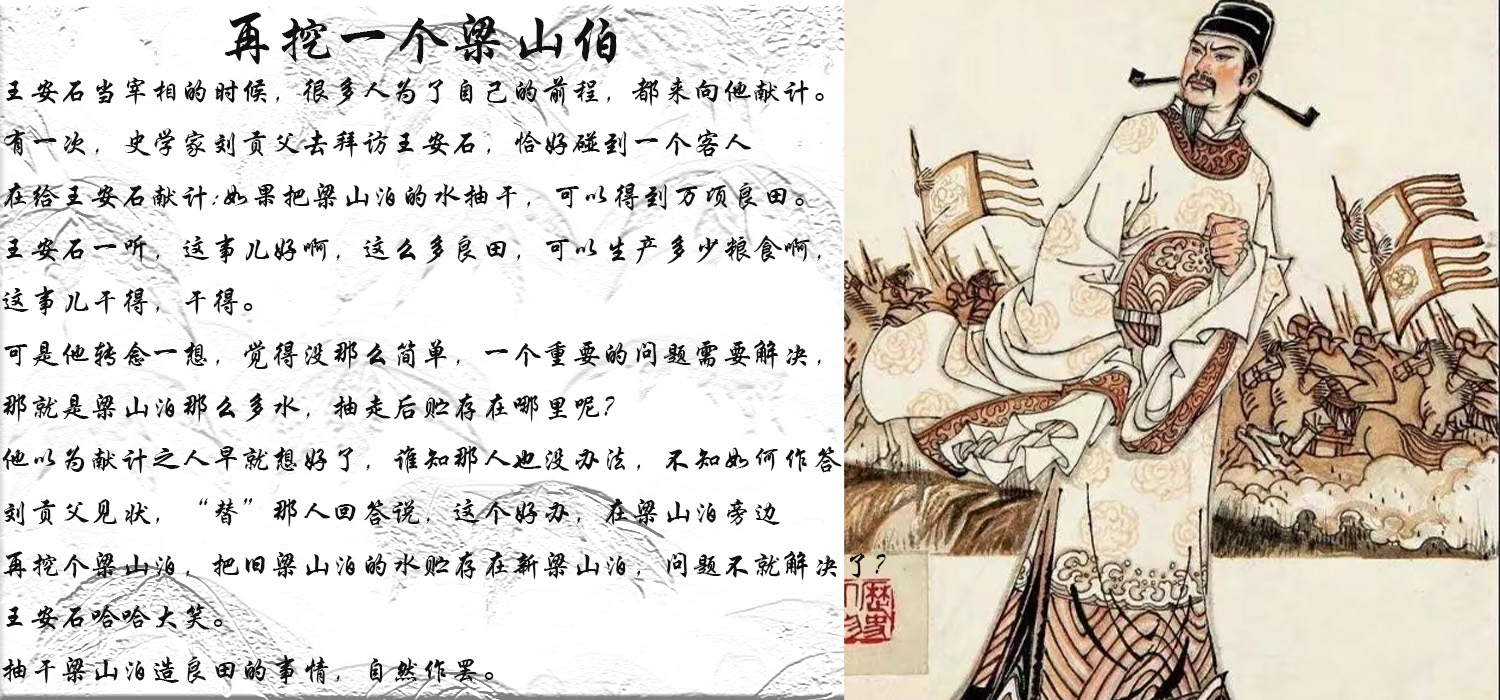 再挖一个梁山伯
王安石当宰相的时候，很多人为了自己的前程，都来向他献计。
有一次，史学家刘贡父去拜访王安石，恰好碰到一个客人
在给王安石献计:如果把梁山泊的水抽干，可以得到万顷良田。
王安石一听，这事儿好啊，这么多良田，可以生产多少粮食啊，
这事儿干得，干得。
可是他转念一想，觉得没那么简单，一个重要的问题需要解决，
那就是梁山泊那么多水，抽走后贮存在哪里呢？
他以为献计之人早就想好了，谁知那人也没办法，不知如何作答
刘贡父见状，“替”那人回答说，这个好办，在梁山泊旁边
再挖个梁山泊，把旧梁山泊的水贮存在新梁山泊，问题不就解决了？
王安石哈哈大笑。
抽干梁山泊造良田的事情，自然作罢。